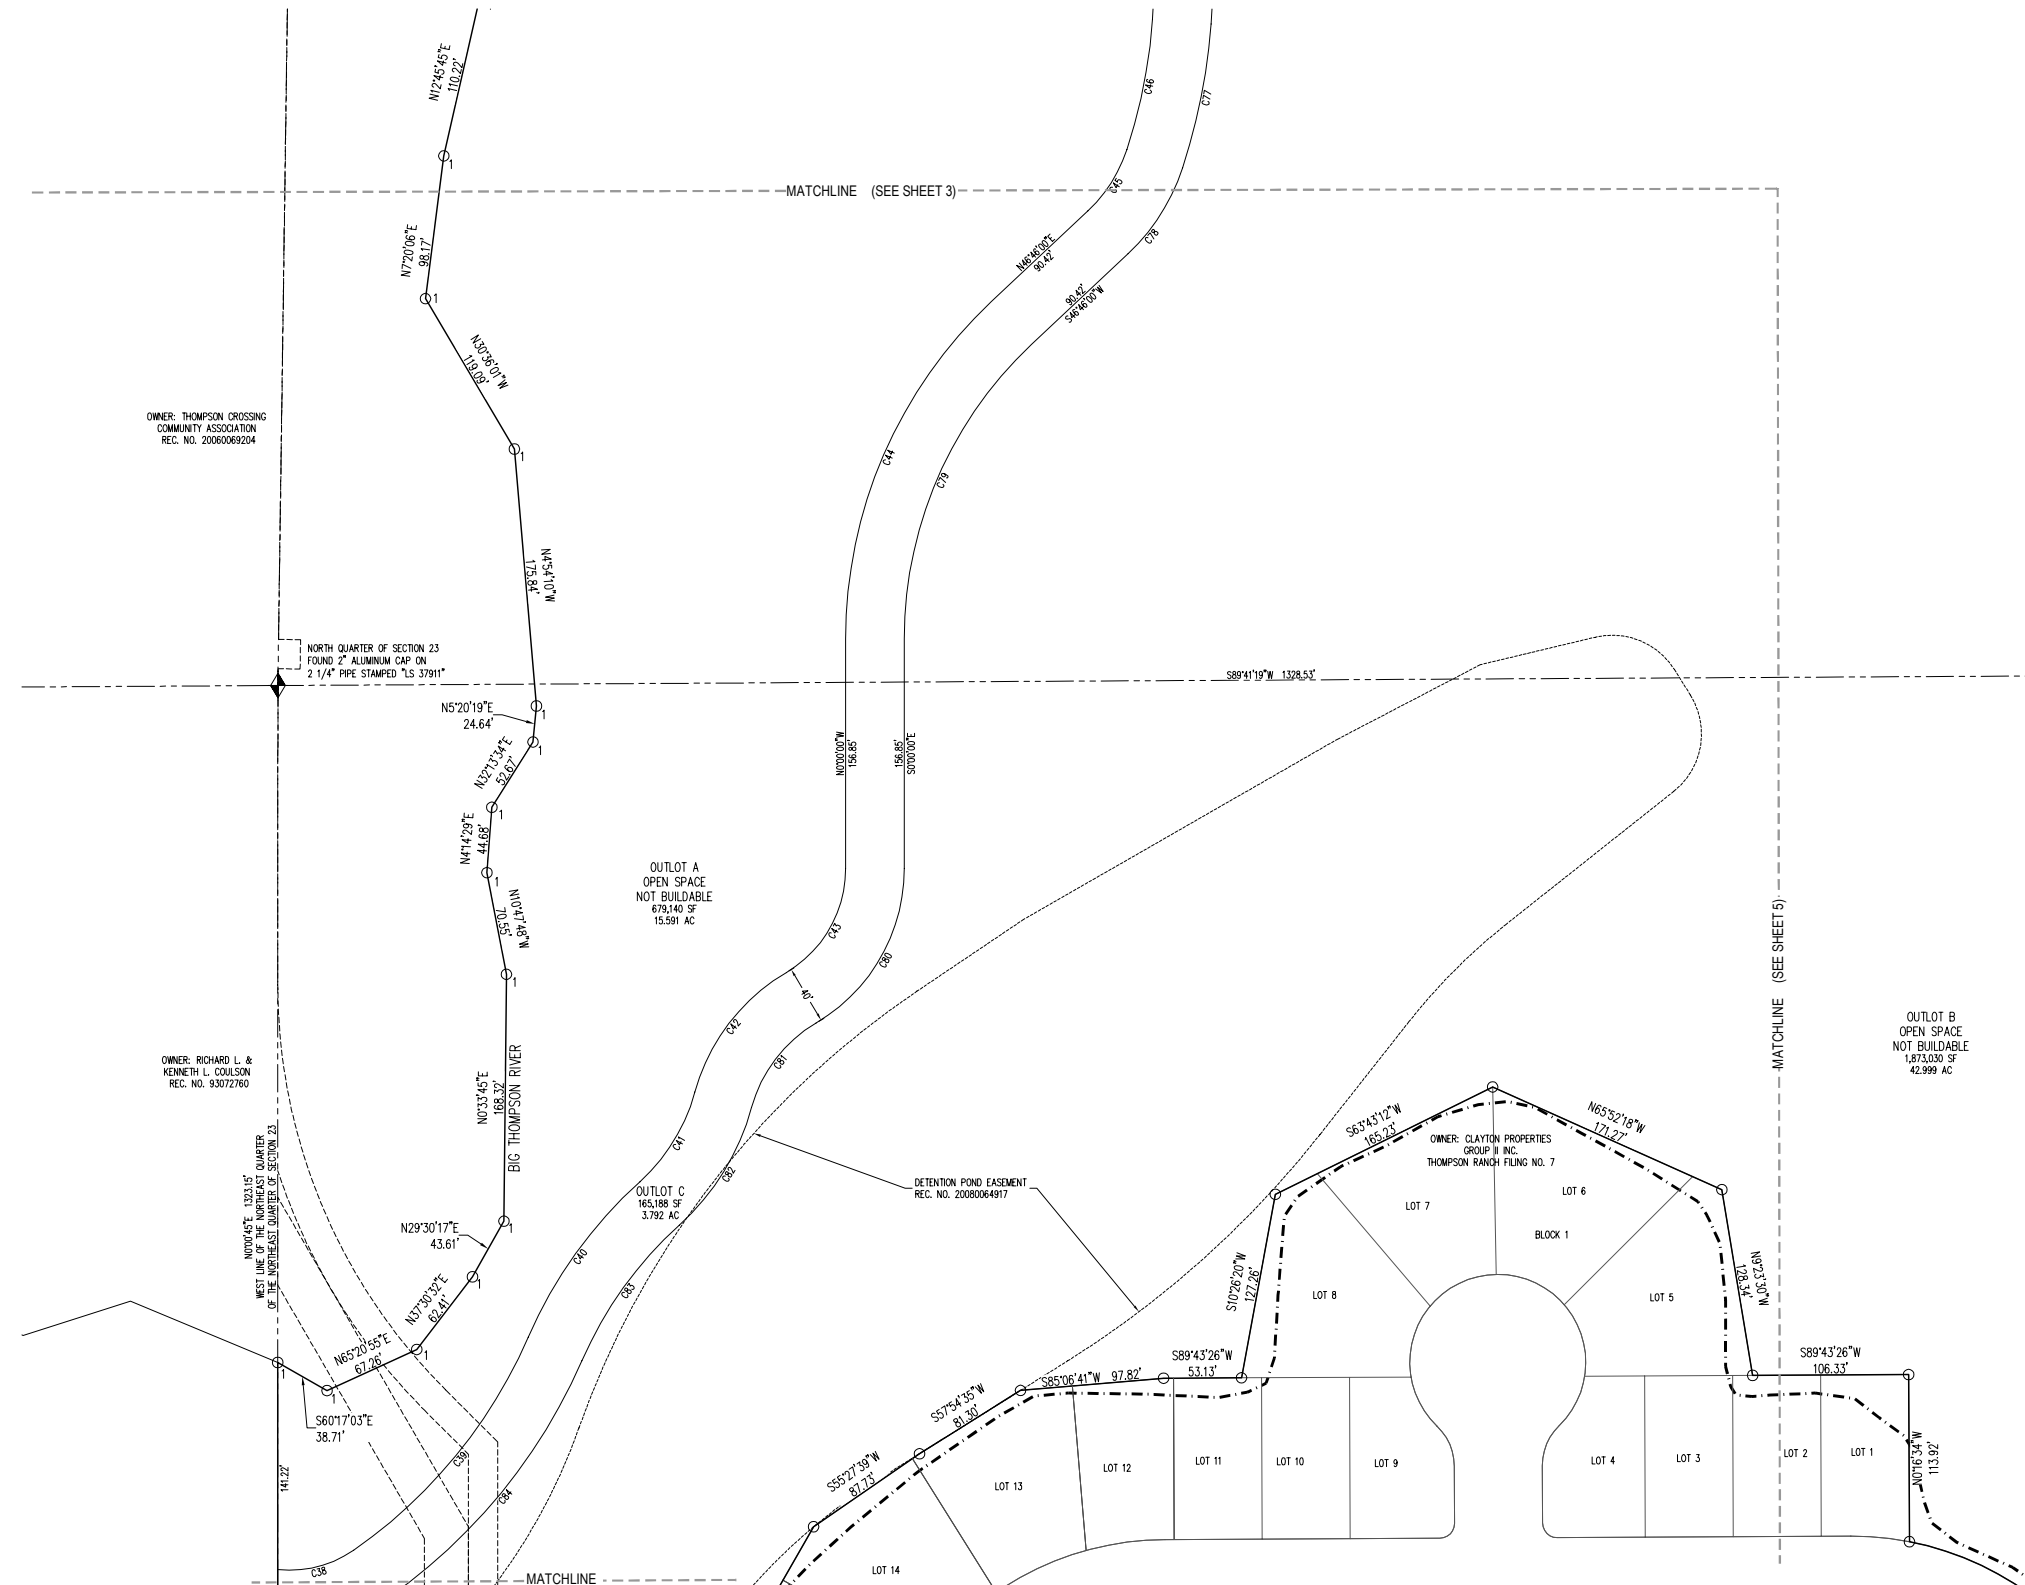 N12°45'45"E
110.22'
C46
C77
1
MATCHLINE (SEE SHEET 3)
C45
C78
N7°20'06"E
98.17'
1
N46°46'00"E
90.42'
90.42'
S46°46'00"W
N30°36'01"W
119.09'
OWNER: THOMPSON CROSSING
COMMUNITY ASSOCIATION
REC. NO. 20060069204
1
C44
C79
N4°54'10"W
175.84'
NORTH QUARTER OF SECTION 23
FOUND 2" ALUMINUM CAP ON
2 1/4" PIPE STAMPED "LS 37911"
S89°41'19"W 1328.53'
N5°20'19"E
24.64'
1
1
N32°13'34"E
52.67'
N0°00'00"W
156.85'
156.85'
S0°00'00"E
1
N4°14'29"E
44.68'
1
OUTLOT A
OPEN SPACE
NOT BUILDABLE
679,140 SF
15.591 AC
N10°47'48"W
70.55'
1
C43
C80
40'
MATCHLINE (SEE SHEET 5)
C42
C81
OUTLOT B
OPEN SPACE
NOT BUILDABLE
1,873,030 SF
42.999 AC
OWNER: RICHARD L. &
KENNETH L. COULSON
REC. NO. 93072760
N0°33'45"E
168.32'
BIG THOMPSON RIVER
C41
C82
N0°00'45"E 1323.15'
WEST LINE OF THE NORTHEAST QUARTER
OF THE NORTHEAST QUARTER OF SECTION 23
OUTLOT C
165,188 SF
3.792 AC
DETENTION POND EASEMENT
REC. NO. 20080064917
S63°43'12"W
165.23'
N65°52'18"W
171.27'
OWNER: CLAYTON PROPERTIES
GROUP II INC.
THOMPSON RANCH FILING NO. 7
LOT 7
LOT 6
BLOCK 1
N29°30'17"E
43.61'
1
1
C40
C83
N37°30'32"E
62.41'
S10°26'20"W
127.26'
LOT 8
LOT 5
N9°23'30"W
128.34'
N65°20'55"E
67.26'
1
1
1
S60°17'03"E
38.71'
S89°43'26"W
53.13'
S85°06'41"W 97.82'
S89°43'26"W
106.33'
S57°54'35"W
81.30'
S55°27'39"W
87.73'
C39
C84
141.22'
LOT 13
LOT 12
LOT 11
LOT 10
LOT 9
LOT 4
LOT 3
LOT 2
LOT 1
N0°16'34"W
113.92'
C38
MATCHLINE
LOT 14